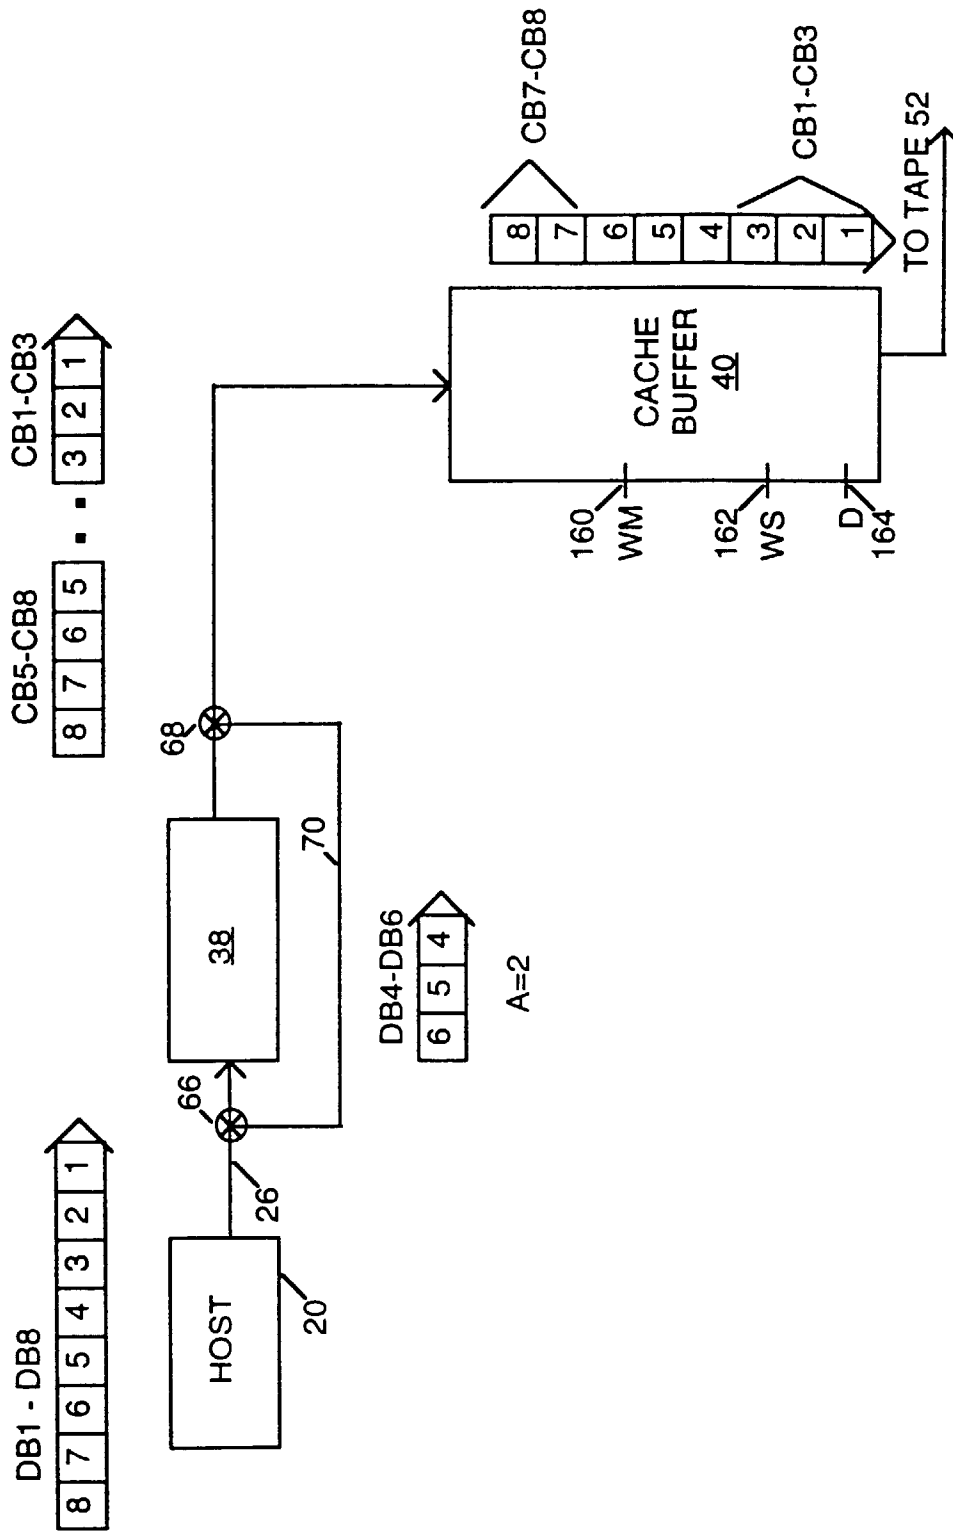 DB1 - DB8
8 7 6 5 4 3 2 1
CB5-CB8
8 7 6 5
CB1-CB3
3 2 1
HOST
20
26
66
38
68
70
DB4-DB6
6 5 4
A=2
CACHE
BUFFER
40
160
WM
162
WS
D
164
8
7
6
5
4
3
2
1
CB7-CB8
CB1-CB3
TO TAPE 52